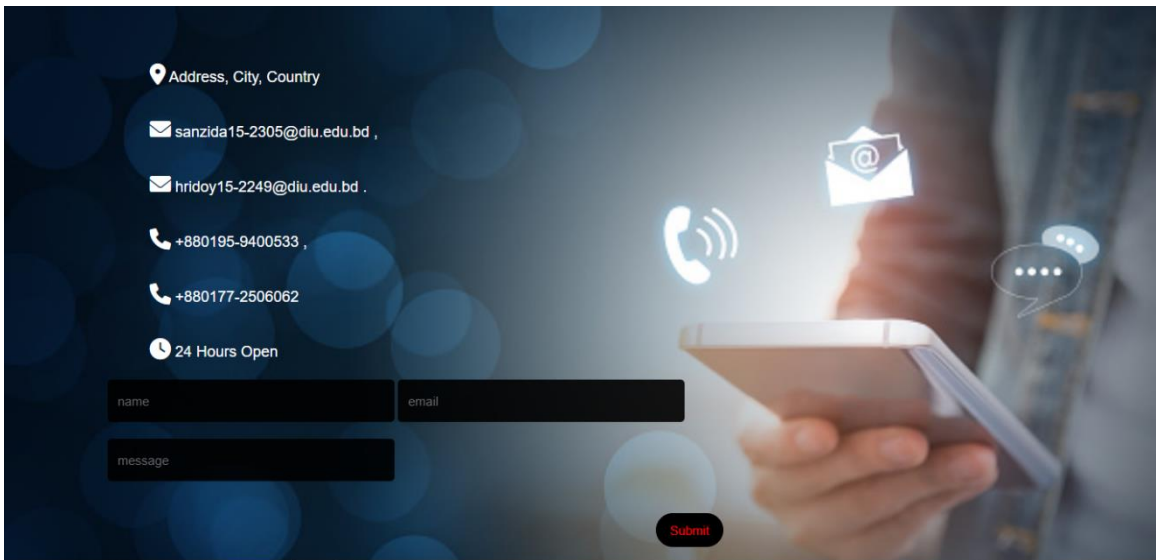 Address, City, Country
sanzida15-2305@diu.edu.bd ,
hridoy15-2249@diu.edu.bd .
+880195-9400533 ,
+880177-2506062
24 Hours Open
name email
message
Submit
@